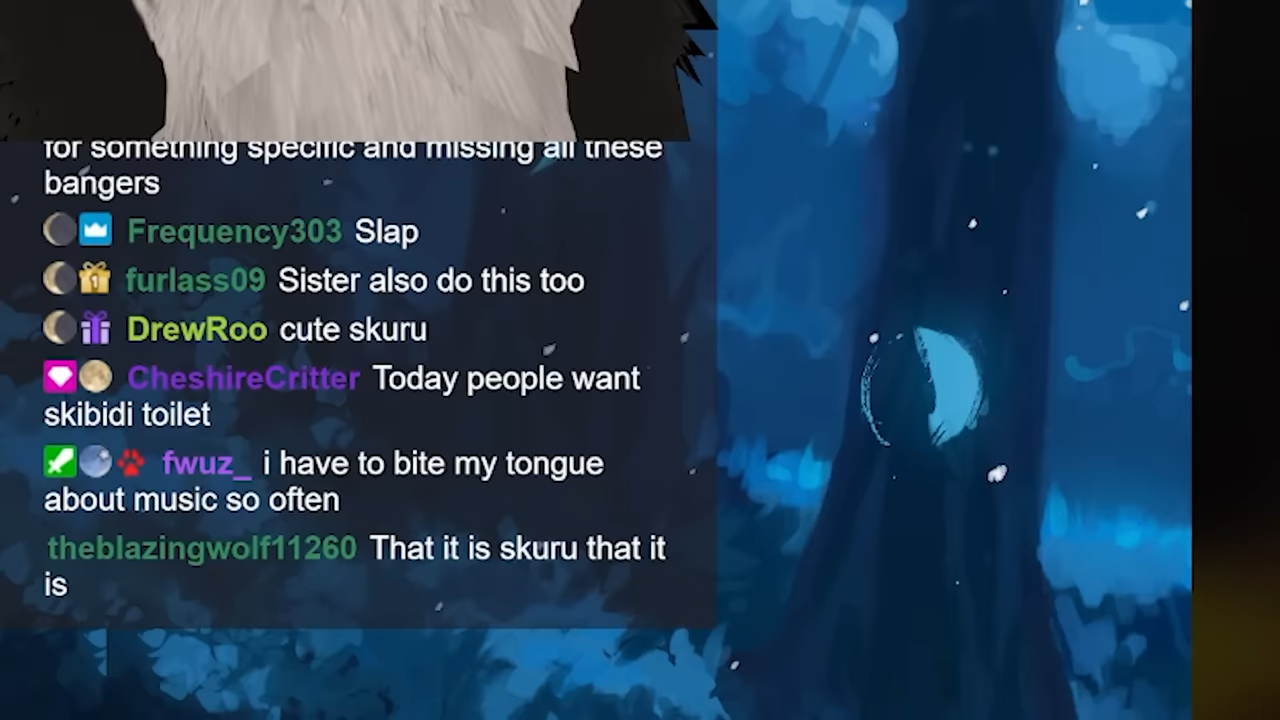 for something specific and missing all these
bangers
Frequency303 Slap
furlass09 Sister also do this too
DrewRoo cute skuru
CheshireCritter Today people want
skibidi toilet
fwuz_ i have to bite my tongue
about music so often
theblazingwolf11260 That it is skuru that it
is